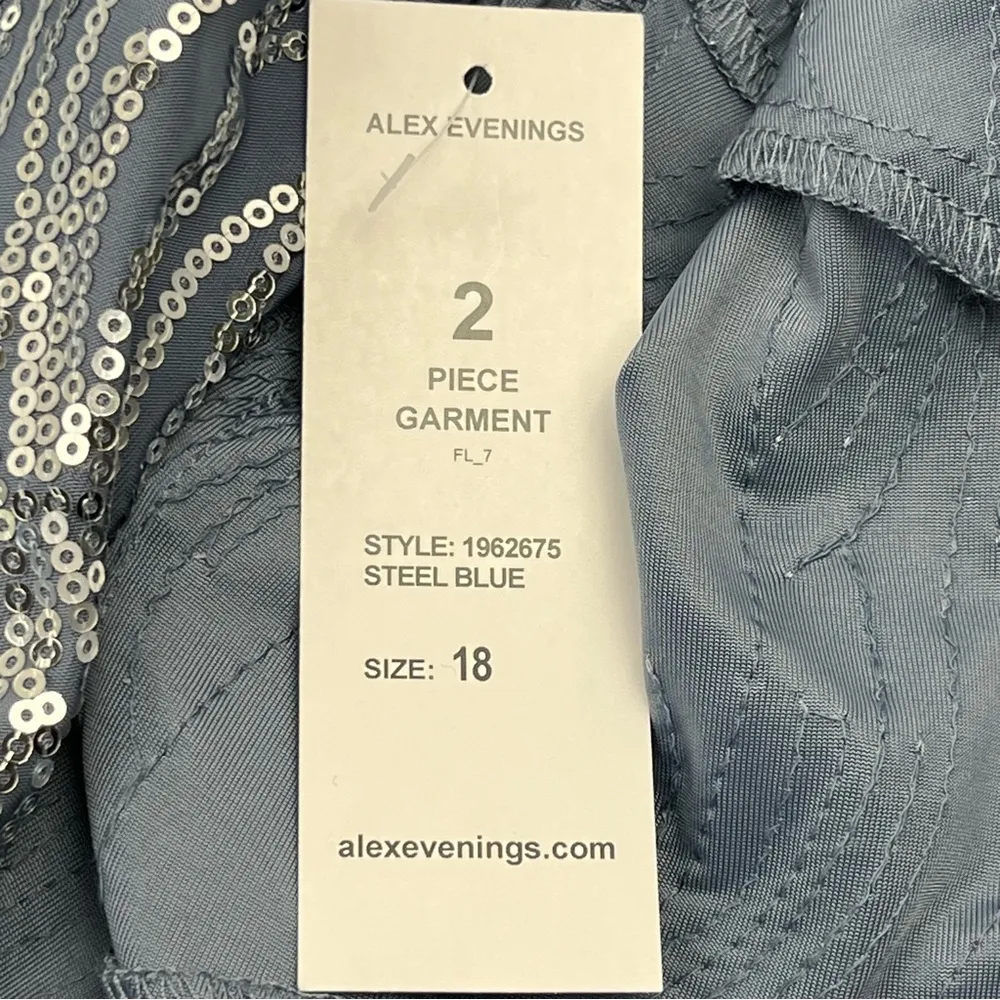 ALEX EVENINGS
2
PIECE
GARMENT
FL_7
STYLE: 1962675
STEEL BLUE
SIZE: 18
alexevenings.com